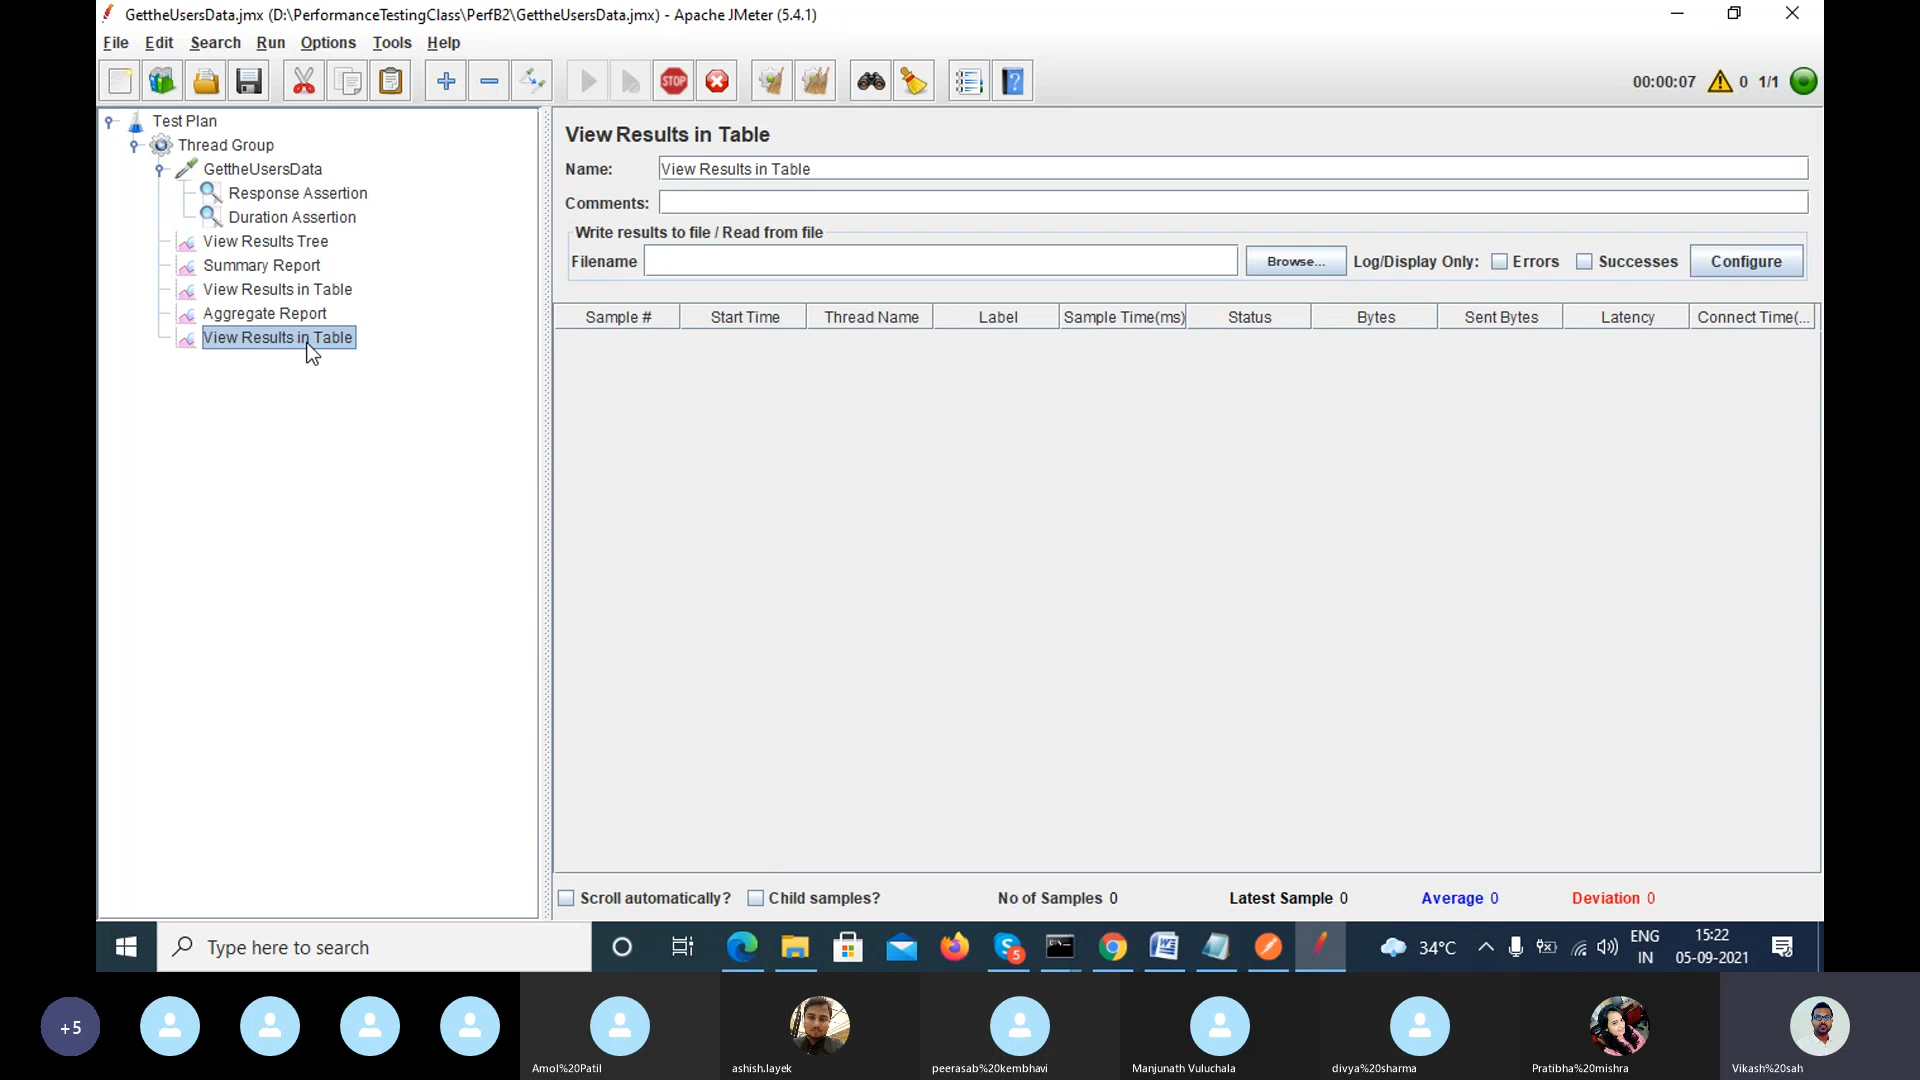 GettheUsersData.jmx (D:\PerformanceTestingClass\PerfB2\GettheUsersData.jmx) - Apache JMeter (5.4.1)
File Edit Search Run Options Tools Help
STOP
00:00:07 0 1/1
Test Plan
Thread Group
GettheUsersData
Response Assertion
Duration Assertion
View Results Tree
Summary Report
View Results in Table
Aggregate Report
View Results in Table
View Results in Table
Name: View Results in Table
Comments:
Write results to file / Read from file
Filename Browse... Log/Display Only: Errors Successes Configure
Sample # Start Time Thread Name Label Sample Time(ms) Status Bytes Sent Bytes Latency Connect Time(...
Scroll automatically? Child samples? No of Samples 0 Latest Sample 0 Average 0 Deviation 0
Type here to search
5
34°C
ENG
IN
15:22
05-09-2021
+5
Amol%20Patil
ashish.layek
peerasab%20kembhavi
Manjunath Vuluchala
divya%20sharma
Pratibha%20mishra
Vikash%20sah